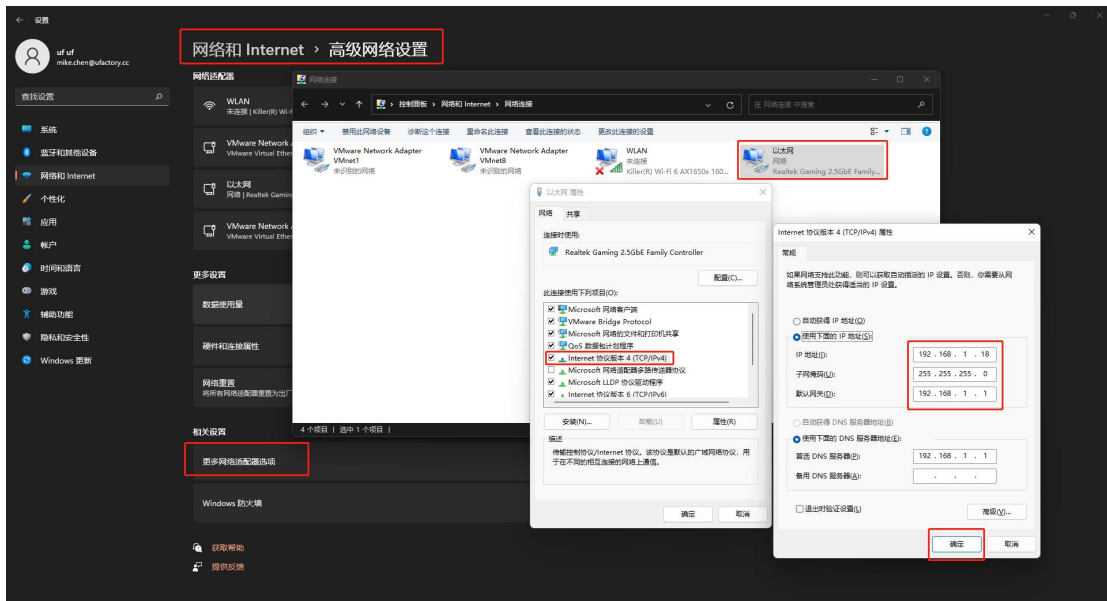 设置
uf uf
mike.chen@ufactory.cc
查找设置
系统
蓝牙和其他设备
网络和 Internet
个性化
应用
帐户
时间和语言
游戏
辅助功能
隐私和安全性
Windows 更新
网络和 Internet › 高级网络设置
网络适配器
WLAN
未连接 | Killer(R) Wi-F
VMware Network
VMware Virtual Ether
以太网
网络 | Realtek Gamin
VMware Network
VMware Virtual Ether
更多设置
数据使用量
硬件和连接属性
网络重置
将所有网络适配器重置为出厂
相关设置
更多网络适配器选项
Windows 防火墙
获取帮助
提供反馈
网络连接
控制面板 › 网络和 Internet › 网络连接
在 网络连接 中搜索
组织 禁用此网络设备 诊断这个连接 重命名此连接 查看此连接的状态 更改此连接的设置
VMware Network Adapter
VMnet1
未识别的网络
VMware Network Adapter
VMnet8
未识别的网络
WLAN
未连接
Killer(R) Wi-Fi 6 AX1650x 160...
以太网
网络
Realtek Gaming 2.5GbE Family...
4 个项目 | 选中 1 个项目 |
以太网 属性
网络 共享
连接时使用:
Realtek Gaming 2.5GbE Family Controller
配置(C)...
此连接使用下列项目(O):
Microsoft 网络客户端
VMware Bridge Protocol
Microsoft 网络的文件和打印机共享
QoS 数据包计划程序
Internet 协议版本 4 (TCP/IPv4)
Microsoft 网络适配器多路传送器协议
Microsoft LLDP 协议驱动程序
Internet 协议版本 6 (TCP/IPv6)
安装(N)... 卸载(U) 属性(R)
描述
传输控制协议/Internet 协议。该协议是默认的广域网络协议，用
于在不同的相互连接的网络上通信。
确定 取消
Internet 协议版本 4 (TCP/IPv4) 属性
常规
如果网络支持此功能，则可以获取自动指派的 IP 设置。否则，你需要从网
络系统管理员处获得适当的 IP 设置。
自动获得 IP 地址(O)
使用下面的 IP 地址(S):
IP 地址(I): 192 . 168 . 1 . 18
子网掩码(U): 255 . 255 . 255 . 0
默认网关(D): 192 . 168 . 1 . 1
自动获得 DNS 服务器地址(B)
使用下面的 DNS 服务器地址(E):
首选 DNS 服务器(P): 192 . 168 . 1 . 1
备用 DNS 服务器(A): . . .
退出时验证设置(L)
高级(V)...
确定 取消